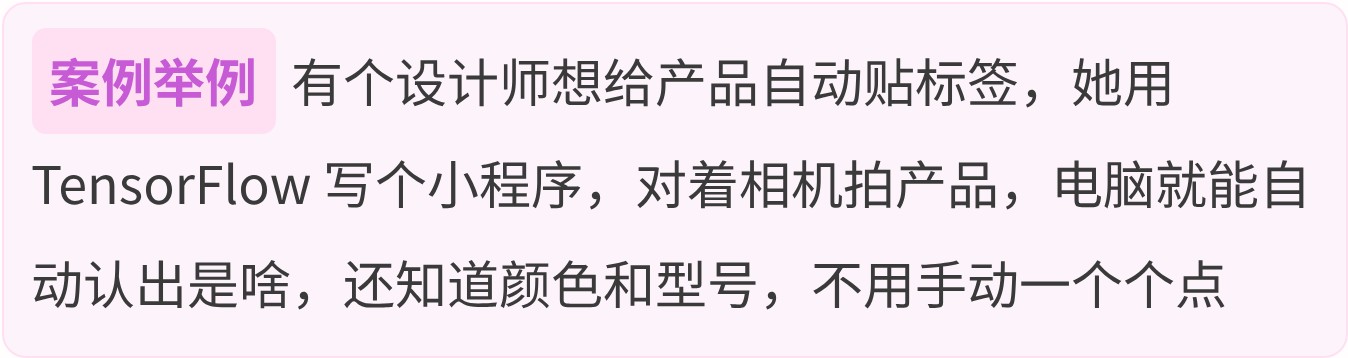 案例举例 有个设计师想给产品自动贴标签，她用
TensorFlow 写个小程序，对着相机拍产品，电脑就能自
动认出是啥，还知道颜色和型号，不用手动一个个点